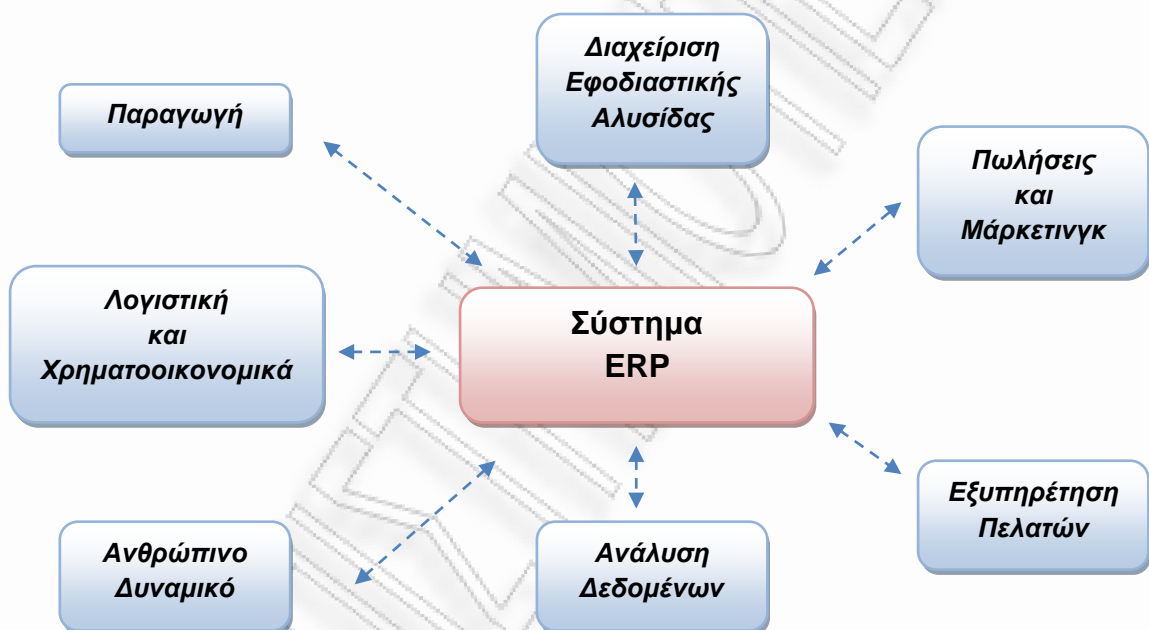 Διαχείριση
Εφοδιαστικής
Αλυσίδας
Παραγωγή
Πωλήσεις
και
Μάρκετινγκ
Λογιστική
και
Χρηματοοικονομικά
Σύστημα
ERP
Εξυπηρέτηση
Πελατών
Ανθρώπινο
Δυναμικό
Ανάλυση
Δεδομένων